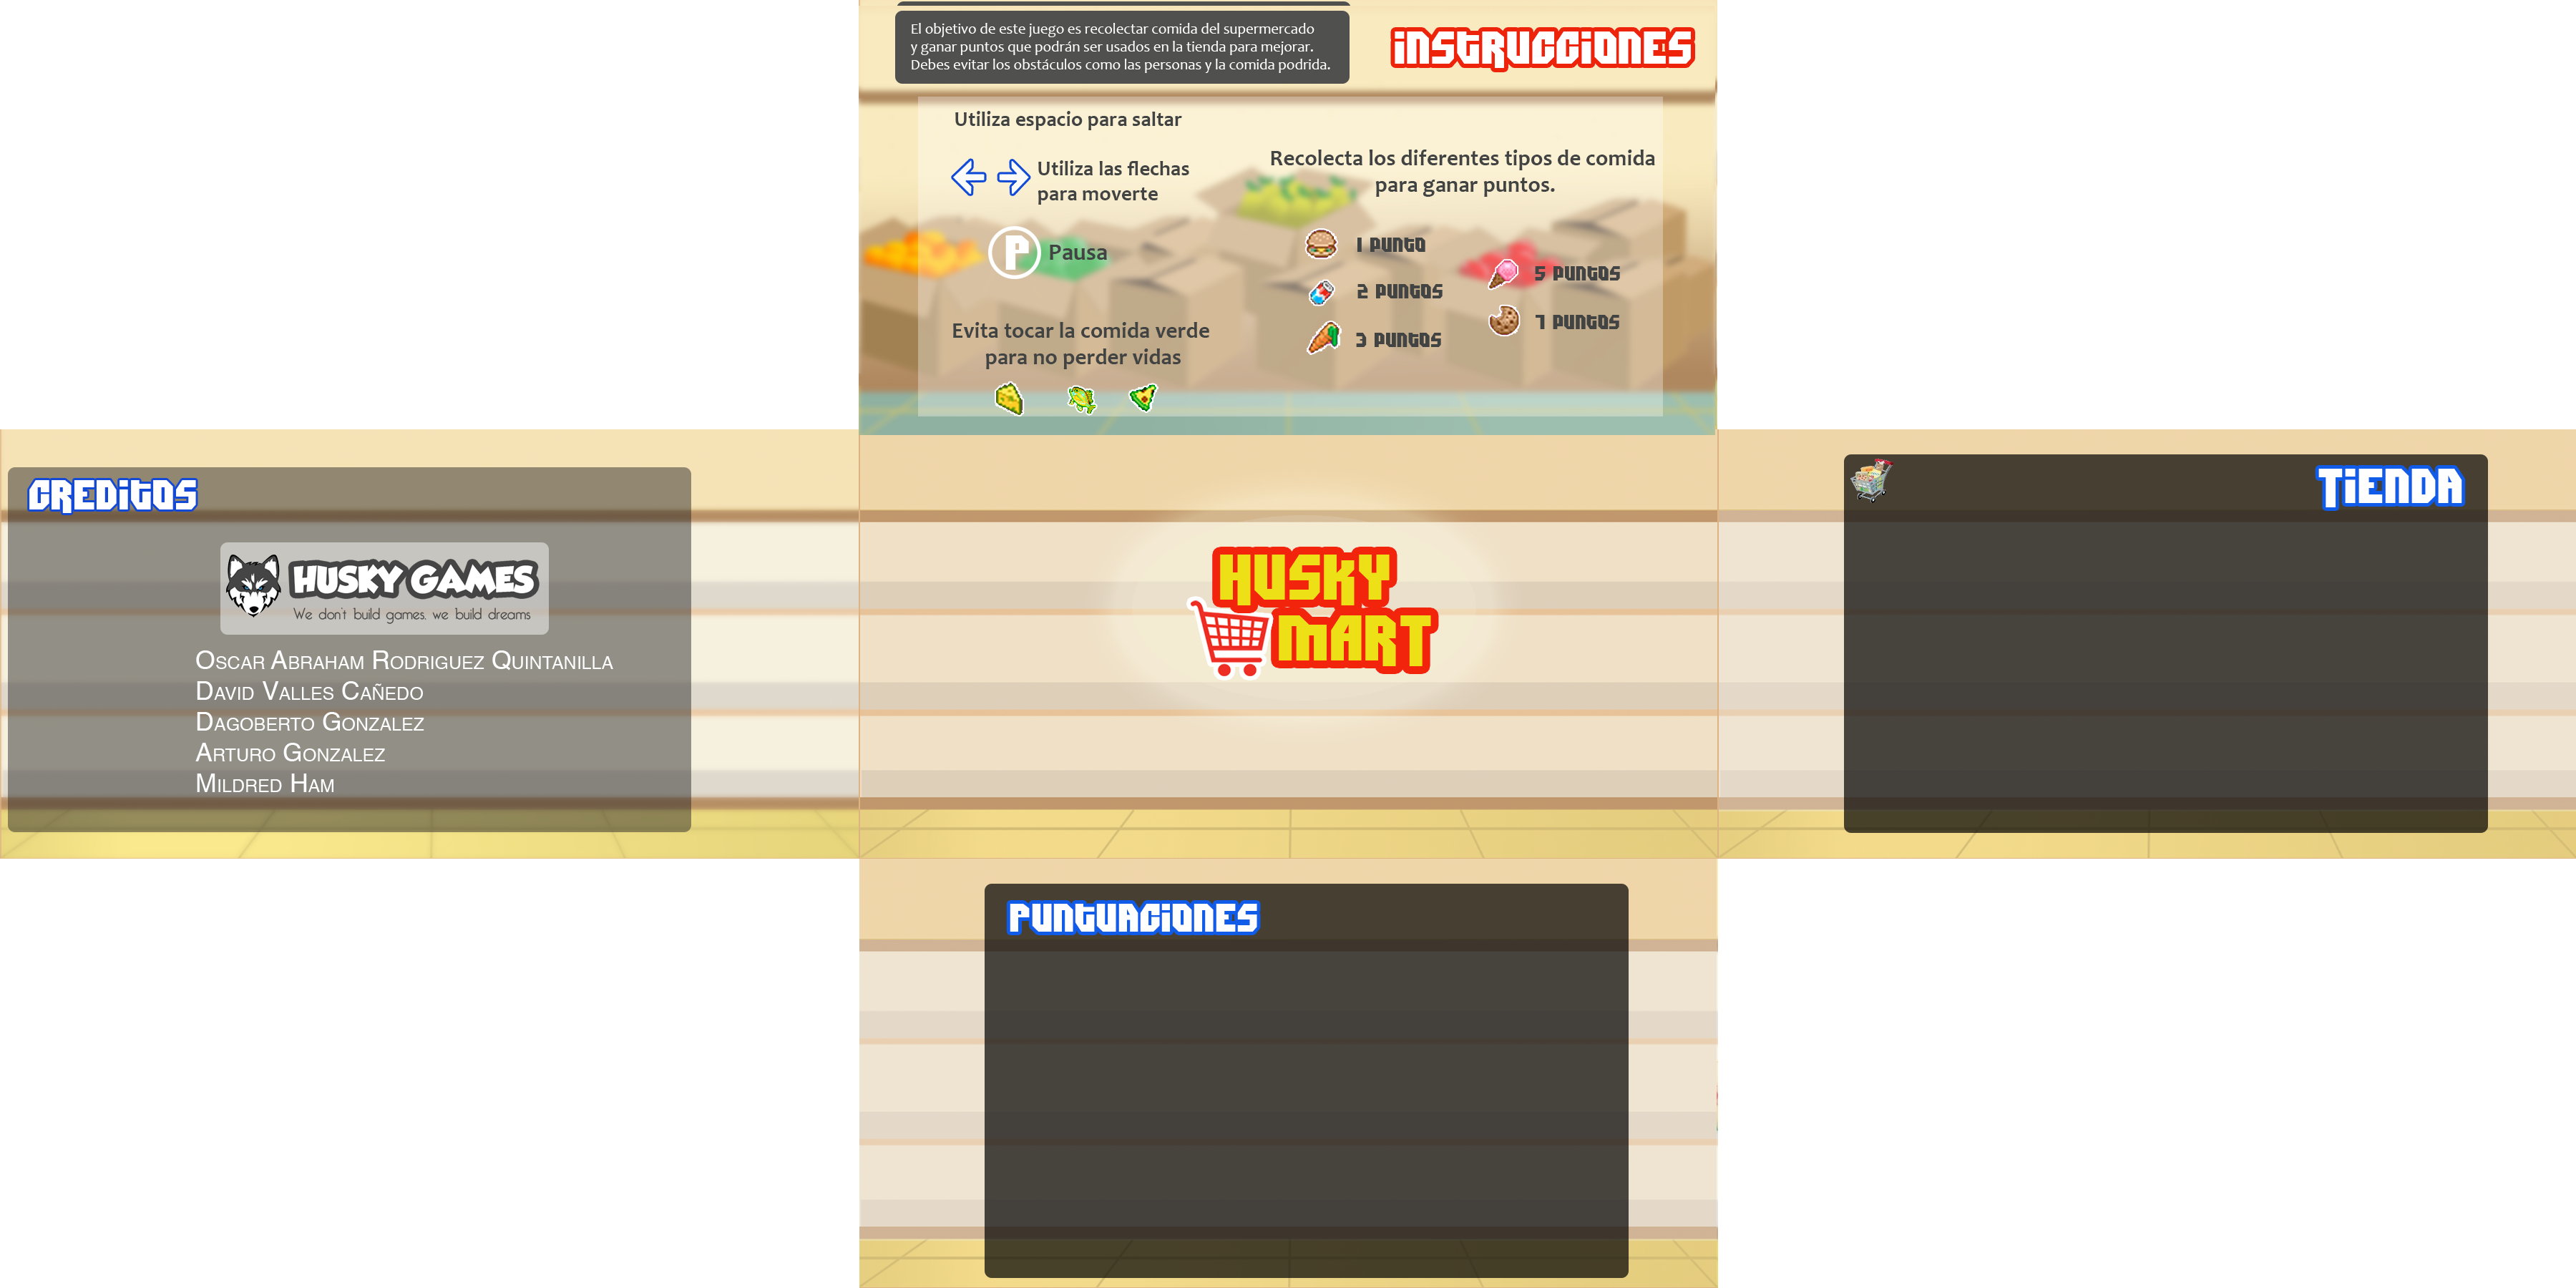 El objetivo de este juego es recolectar comida del supermercado
y ganar puntos que podrán ser usados en la tienda para mejorar.
Debes evitar los obstáculos como las personas y la comida podrida.
INSTRUCCIONES
Utiliza espacio para saltar
Utiliza las flechas
para moverte
P Pausa
Evita tocar la comida verde
para no perder vidas
Recolecta los diferentes tipos de comida
para ganar puntos.
1 PUNTO
2 PUNTOS
3 PUNTOS
5 PUNTOS
7 PUNTOS
CREDITOS
HUSKY GAMES
We don't build games, we build dreams
OSCAR ABRAHAM RODRIGUEZ QUINTANILLA
DAVID VALLES CAÑEDO
DAGOBERTO GONZALEZ
ARTURO GONZALEZ
MILDRED HAM
HUSKY
MART
TIENDA
PUNTUACIONES